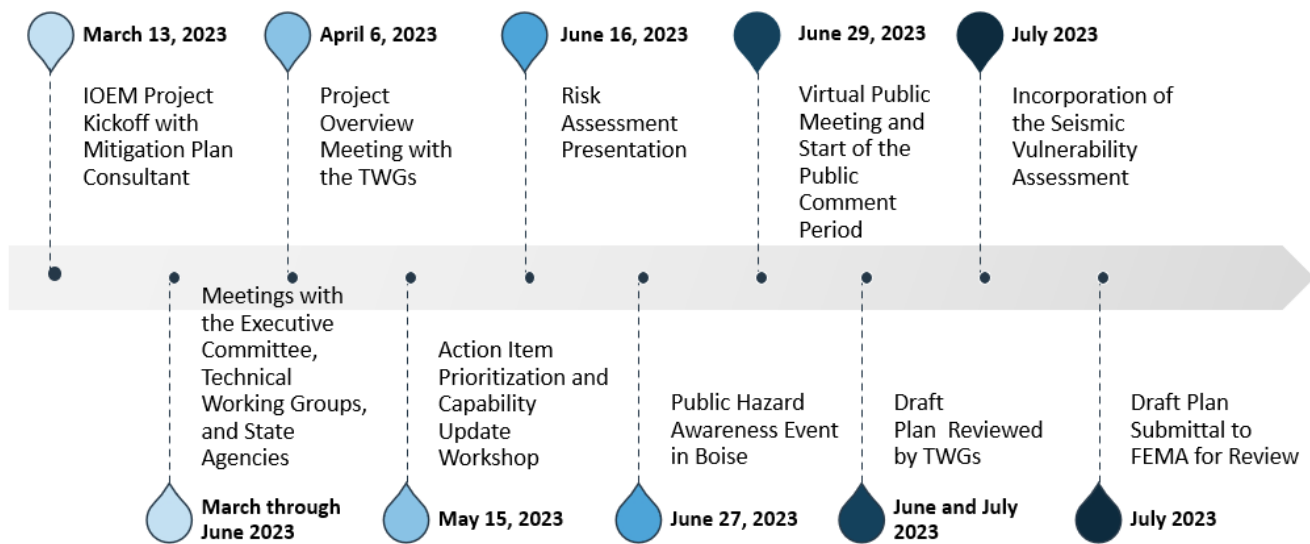 March 13, 2023
IOEM Project
Kickoff with
Mitigation Plan
Consultant
April 6, 2023
Project
Overview
Meeting with
the TWGs
June 16, 2023
Risk
Assessment
Presentation
June 29, 2023
Virtual Public
Meeting and
Start of the
Public
Comment
Period
July 2023
Incorporation of
the Seismic
Vulnerability
Assessment
Meetings with
the Executive
Committee,
Technical
Working Groups,
and State
Agencies
March through
June 2023
Action Item
Prioritization and
Capability
Update
Workshop
May 15, 2023
Public Hazard
Awareness Event
in Boise
June 27, 2023
Draft
Plan  Reviewed
by TWGs
June and July
2023
Draft Plan
Submittal to
FEMA for Review
July 2023